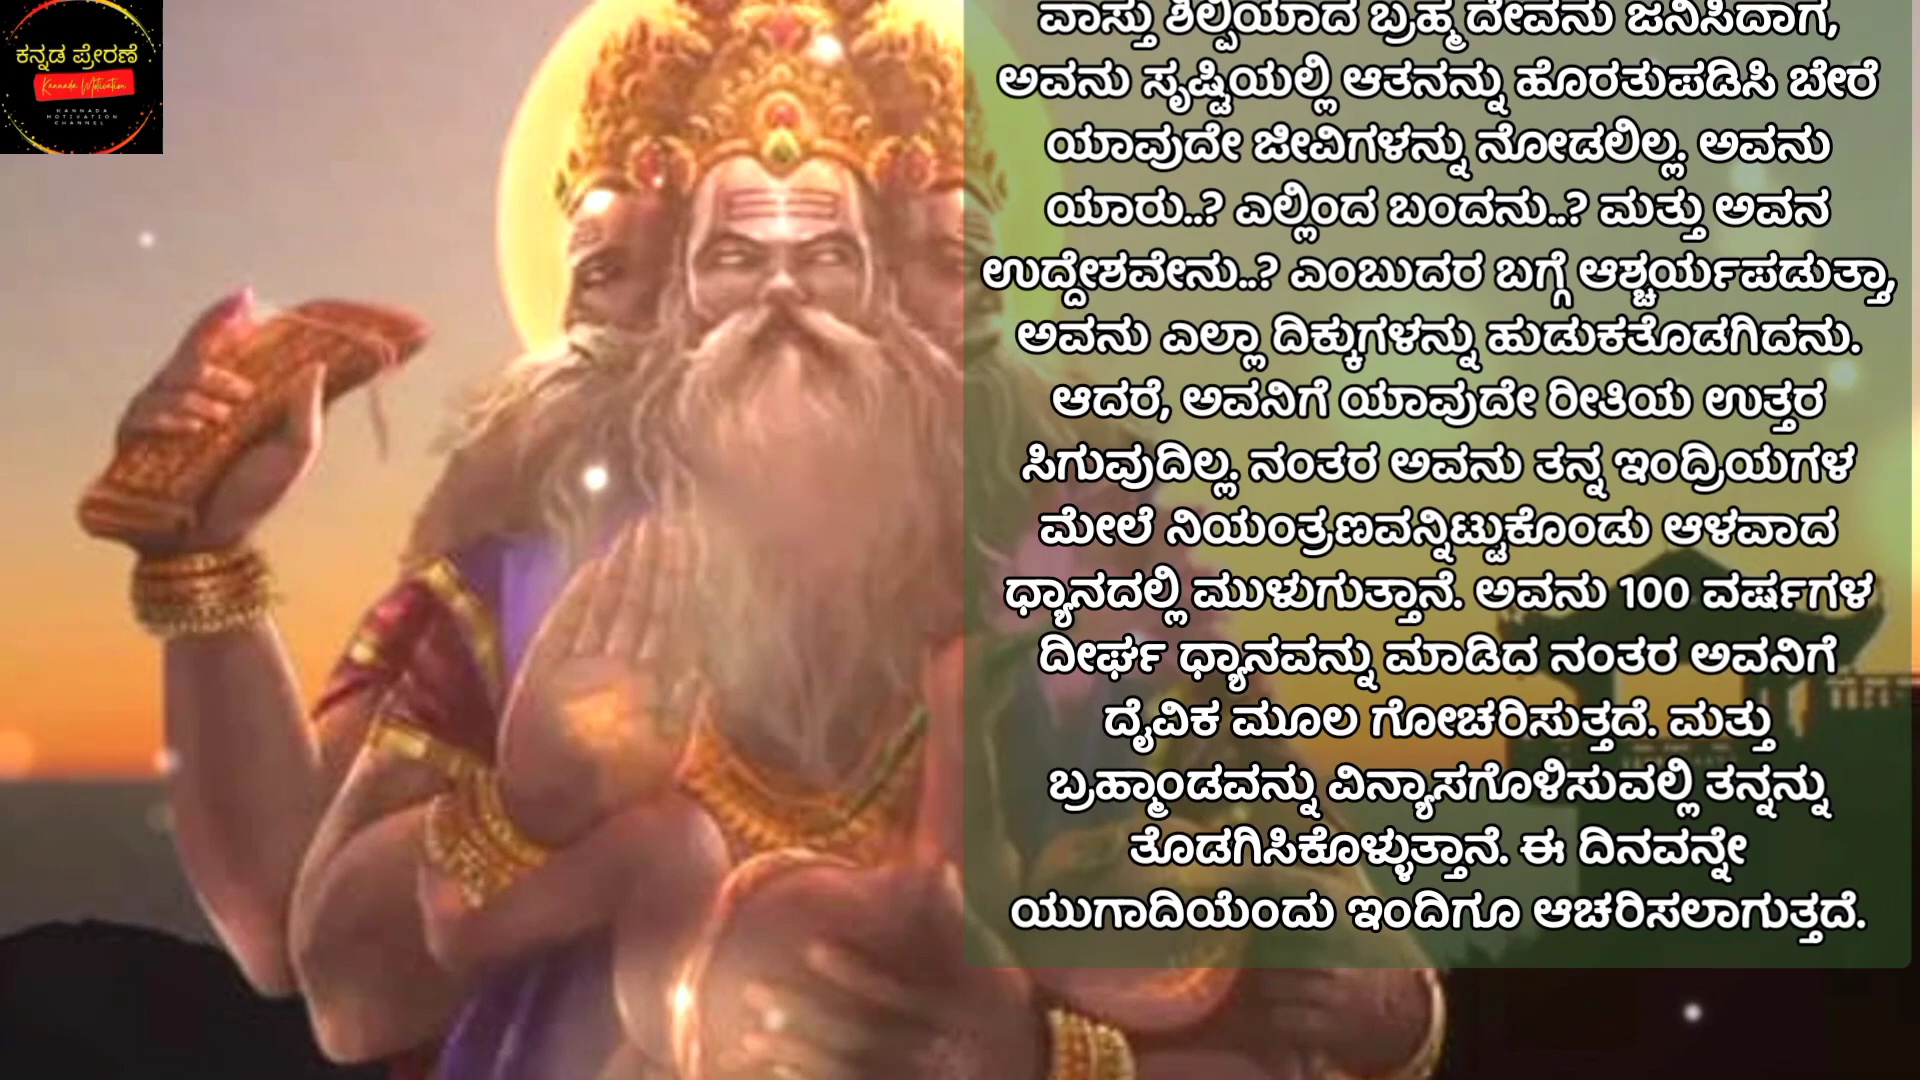 ಕನ್ನಡ ಪ್ರೇರಣೆ
Kannada Motivation
KANNADA
MOTIVATION
CHANNEL
ವಾಸ್ತು ಶಿಲ್ಪಿಯಾದ ಬ್ರಹ್ಮದೇವನು ಜನಿಸಿದಾಗ,
ಅವನು ಸೃಷ್ಟಿಯಲ್ಲಿ ಆತನನ್ನು ಹೊರತುಪಡಿಸಿ ಬೇರೆ
ಯಾವುದೇ ಜೀವಿಗಳನ್ನು ನೋಡಲಿಲ್ಲ. ಅವನು
ಯಾರು..? ಎಲ್ಲಿಂದ ಬಂದನು..? ಮತ್ತು ಅವನ
ಉದ್ದೇಶವೇನು..? ಎಂಬುದರ ಬಗ್ಗೆ ಆಶ್ಚರ್ಯಪಡುತ್ತಾ,
ಅವನು ಎಲ್ಲಾ ದಿಕ್ಕುಗಳನ್ನು ಹುಡುಕತೊಡಗಿದನು.
ಆದರೆ, ಅವನಿಗೆ ಯಾವುದೇ ರೀತಿಯ ಉತ್ತರ
ಸಿಗುವುದಿಲ್ಲ. ನಂತರ ಅವನು ತನ್ನ ಇಂದ್ರಿಯಗಳ
ಮೇಲೆ ನಿಯಂತ್ರಣವನ್ನಿಟ್ಟುಕೊಂಡು ಆಳವಾದ
ಧ್ಯಾನದಲ್ಲಿ ಮುಳುಗುತ್ತಾನೆ. ಅವನು 100 ವರ್ಷಗಳ
ದೀರ್ಘ ಧ್ಯಾನವನ್ನು ಮಾಡಿದ ನಂತರ ಅವನಿಗೆ
ದೈವಿಕ ಮೂಲ ಗೋಚರಿಸುತ್ತದೆ. ಮತ್ತು
ಬ್ರಹ್ಮಾಂಡವನ್ನು ವಿನ್ಯಾಸಗೊಳಿಸುವಲ್ಲಿ ತನ್ನನ್ನು
ತೊಡಗಿಸಿಕೊಳ್ಳುತ್ತಾನೆ. ಈ ದಿನವನ್ನೇ
ಯುಗಾದಿಯೆಂದು ಇಂದಿಗೂ ಆಚರಿಸಲಾಗುತ್ತದೆ.